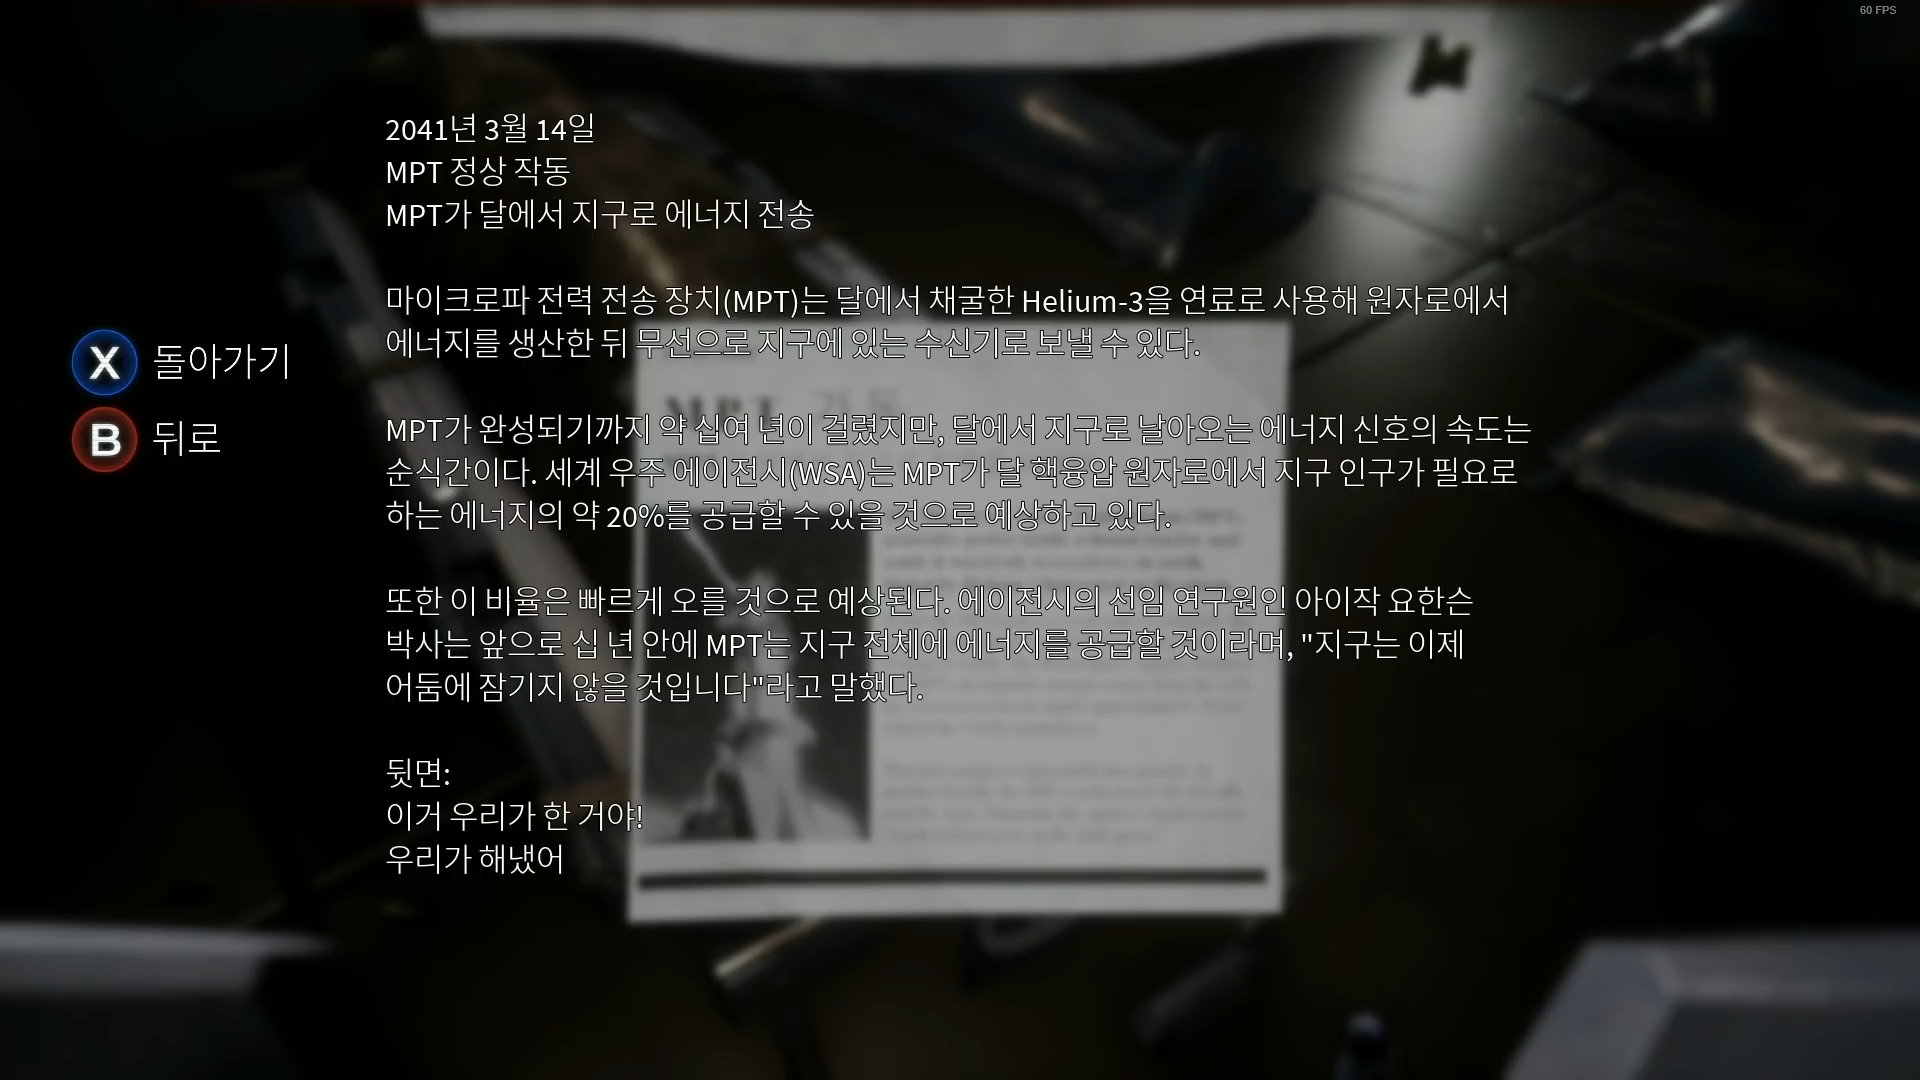 60 FPS
2041년 3월 14일
MPT 정상 작동
MPT가 달에서 지구로 에너지 전송
마이크로파 전력 전송 장치(MPT)는 달에서 채굴한 Helium-3을 연료로 사용해 원자로에서
에너지를 생산한 뒤 무선으로 지구에 있는 수신기로 보낼 수 있다.
X 돌아가기
B 뒤로
MPT가 완성되기까지 약 십여 년이 걸렸지만, 달에서 지구로 날아오는 에너지 신호의 속도는
순식간이다. 세계 우주 에이전시(WSA)는 MPT가 달 핵융압 원자로에서 지구 인구가 필요로
하는 에너지의 약 20%를 공급할 수 있을 것으로 예상하고 있다.
또한 이 비율은 빠르게 오를 것으로 예상된다. 에이전시의 선임 연구원인 아이작 요한슨
박사는 앞으로 십 년 안에 MPT는 지구 전체에 에너지를 공급할 것이라며, "지구는 이제
어둠에 잠기지 않을 것입니다"라고 말했다.
뒷면:
이거 우리가 한 거야!
우리가 해냈어
MPT 가동